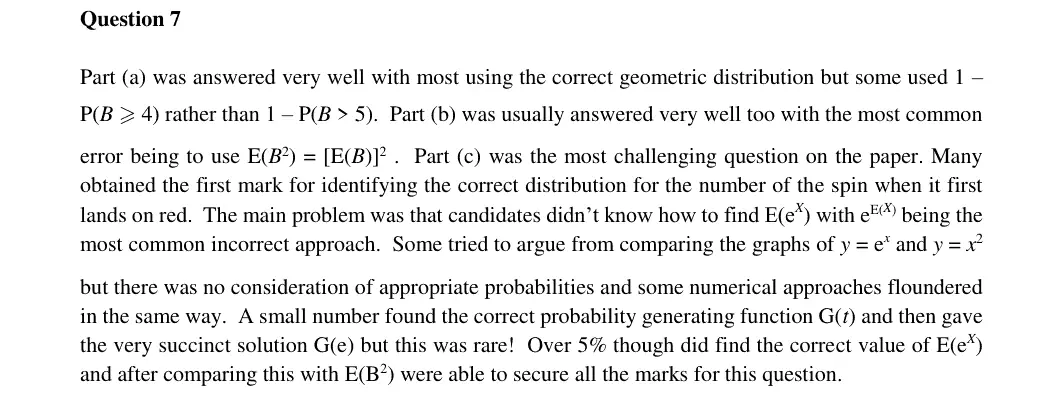 Question 7
Part (a) was answered very well with most using the correct geometric distribution but some used 1 –
P(B ⩾ 4) rather than 1 – P(B > 5). Part (b) was usually answered very well too with the most common
error being to use E(B²) = [E(B)]² . Part (c) was the most challenging question on the paper. Many
obtained the first mark for identifying the correct distribution for the number of the spin when it first
lands on red. The main problem was that candidates didn’t know how to find E(eˣ) with e^E(X) being the
most common incorrect approach. Some tried to argue from comparing the graphs of y = eˣ and y = x²
but there was no consideration of appropriate probabilities and some numerical approaches floundered
in the same way. A small number found the correct probability generating function G(t) and then gave
the very succinct solution G(e) but this was rare! Over 5% though did find the correct value of E(eˣ)
and after comparing this with E(B²) were able to secure all the marks for this question.